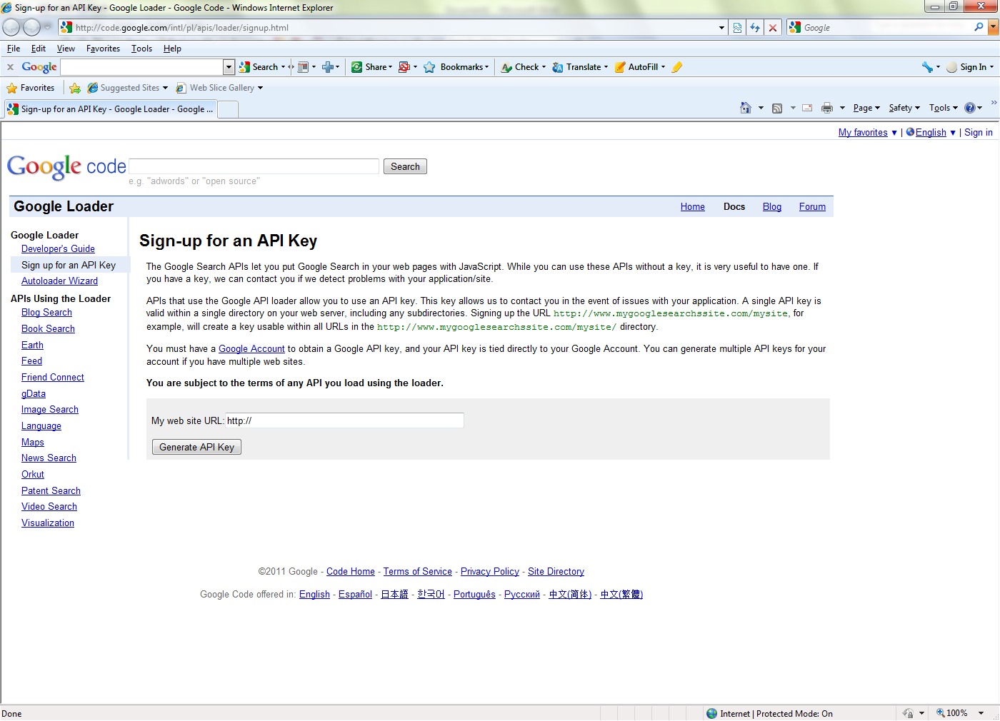 Sign-up for an API Key - Google Loader - Google Code - Windows Internet Explorer
http://code.google.com/intl/pl/apis/loader/signup.html
Google
File Edit View Favorites Tools Help
Google Search Share Bookmarks Check Translate AutoFill Sign In
Favorites Suggested Sites Web Slice Gallery
Sign-up for an API Key - Google Loader - Google ...
Page Safety Tools
My favorites ▼ | English ▼ | Sign in
Google code
Search
e.g. "adwords" or "open source"
Google Loader
Home Docs Blog Forum
Google Loader
Developer's Guide
Sign up for an API Key
Autoloader Wizard
APIs Using the Loader
Blog Search
Book Search
Earth
Feed
Friend Connect
gData
Image Search
Language
Maps
News Search
Orkut
Patent Search
Video Search
Visualization
Sign-up for an API Key
The Google Search APIs let you put Google Search in your web pages with JavaScript. While you can use these APIs without a key, it is very useful to have one. If
you have a key, we can contact you if we detect problems with your application/site.
APIs that use the Google API loader allow you to use an API key. This key allows us to contact you in the event of issues with your application. A single API key is
valid within a single directory on your web server, including any subdirectories. Signing up the URL http://www.mygooglesearchssite.com/mysite, for
example, will create a key usable within all URLs in the http://www.mygooglesearchssite.com/mysite/ directory.
You must have a Google Account to obtain a Google API key, and your API key is tied directly to your Google Account. You can generate multiple API keys for your
account if you have multiple web sites.
You are subject to the terms of any API you load using the loader.
My web site URL: http://
Generate API Key
©2011 Google - Code Home - Terms of Service - Privacy Policy - Site Directory
Google Code offered in: English - Español - 日本語 - 한국어 - Português - Русский - 中文(简体) - 中文(繁體)
Done
Internet | Protected Mode: On
100%